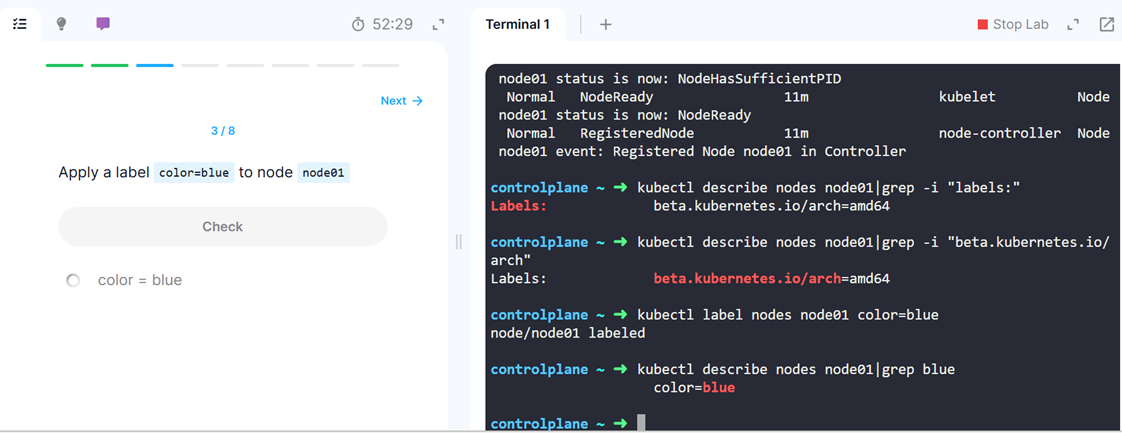 52:29
Next →
3 / 8
Apply a label color=blue to node node01
Check
color = blue
Terminal 1
+
Stop Lab
node01 status is now: NodeHasSufficientPID
Normal NodeReady 11m kubelet Node
node01 status is now: NodeReady
Normal RegisteredNode 11m node-controller Node
node01 event: Registered Node node01 in Controller
controlplane ~ ➜ kubectl describe nodes node01|grep -i "labels:"
Labels: beta.kubernetes.io/arch=amd64
controlplane ~ ➜ kubectl describe nodes node01|grep -i "beta.kubernetes.io/
arch"
Labels: beta.kubernetes.io/arch=amd64
controlplane ~ ➜ kubectl label nodes node01 color=blue
node/node01 labeled
controlplane ~ ➜ kubectl describe nodes node01|grep blue
color=blue
controlplane ~ ➜